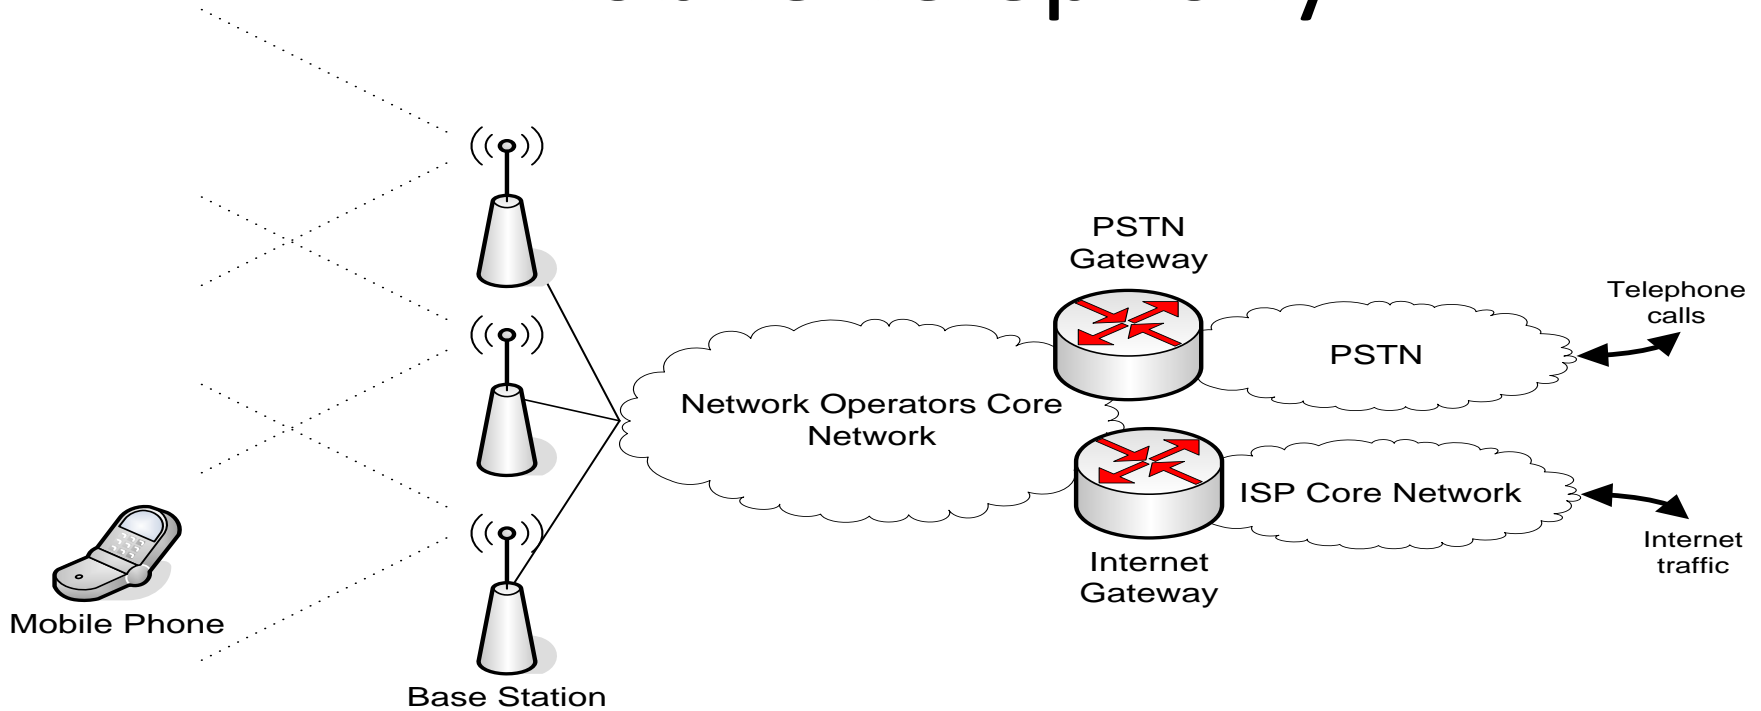 PSTN
Gateway
Telephone
calls
PSTN
Network Operators Core
Network
ISP Core Network
Internet
traffic
Internet
Gateway
Mobile Phone
Base Station